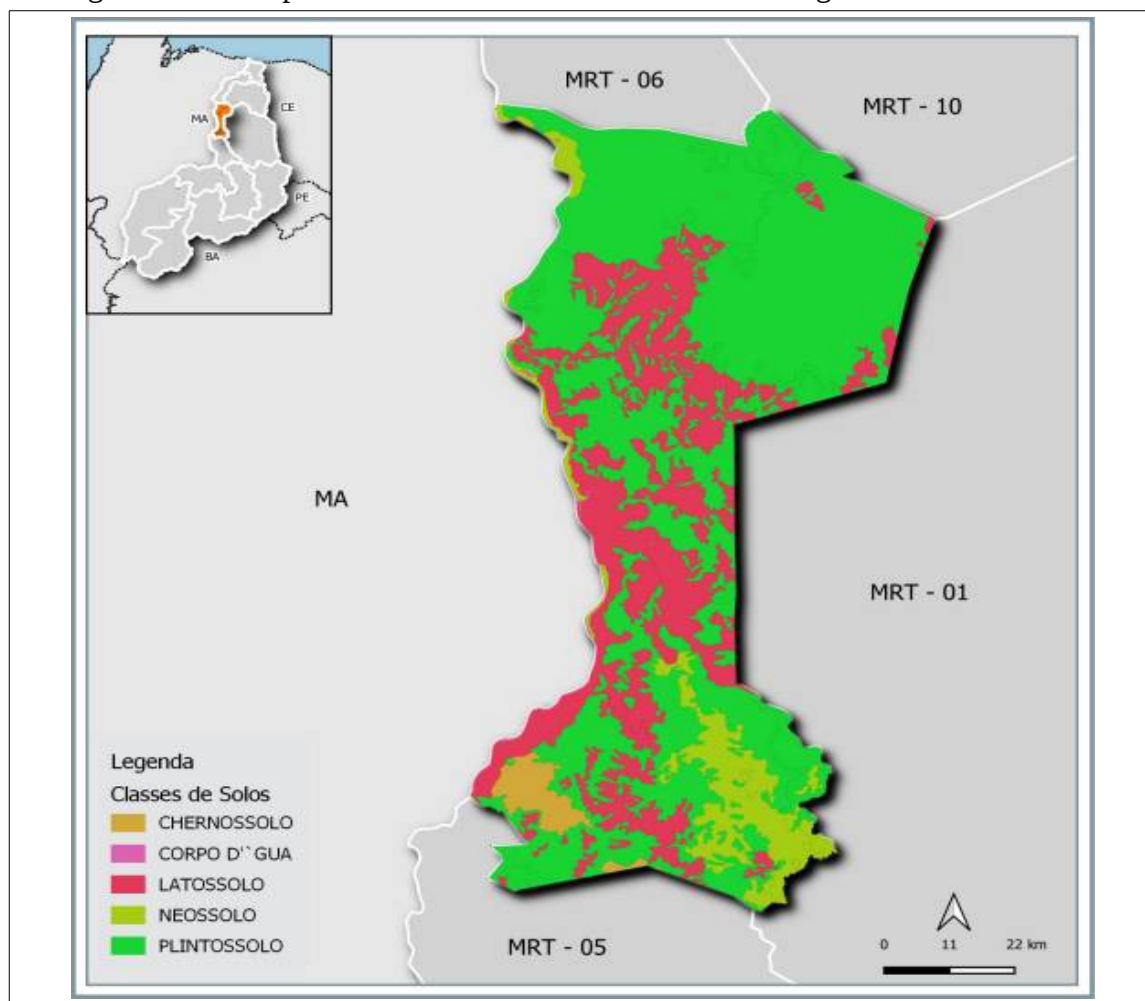 MRT - 06
MRT - 10
MA
CE
PE
BA
MA
MRT - 01
Legenda
Classes de Solos
CHERNOSSOLO
CORPO D'`GUA
LATOSSOLO
NEOSSOLO
PLINTOSSOLO
MRT - 05
0 11 22 km